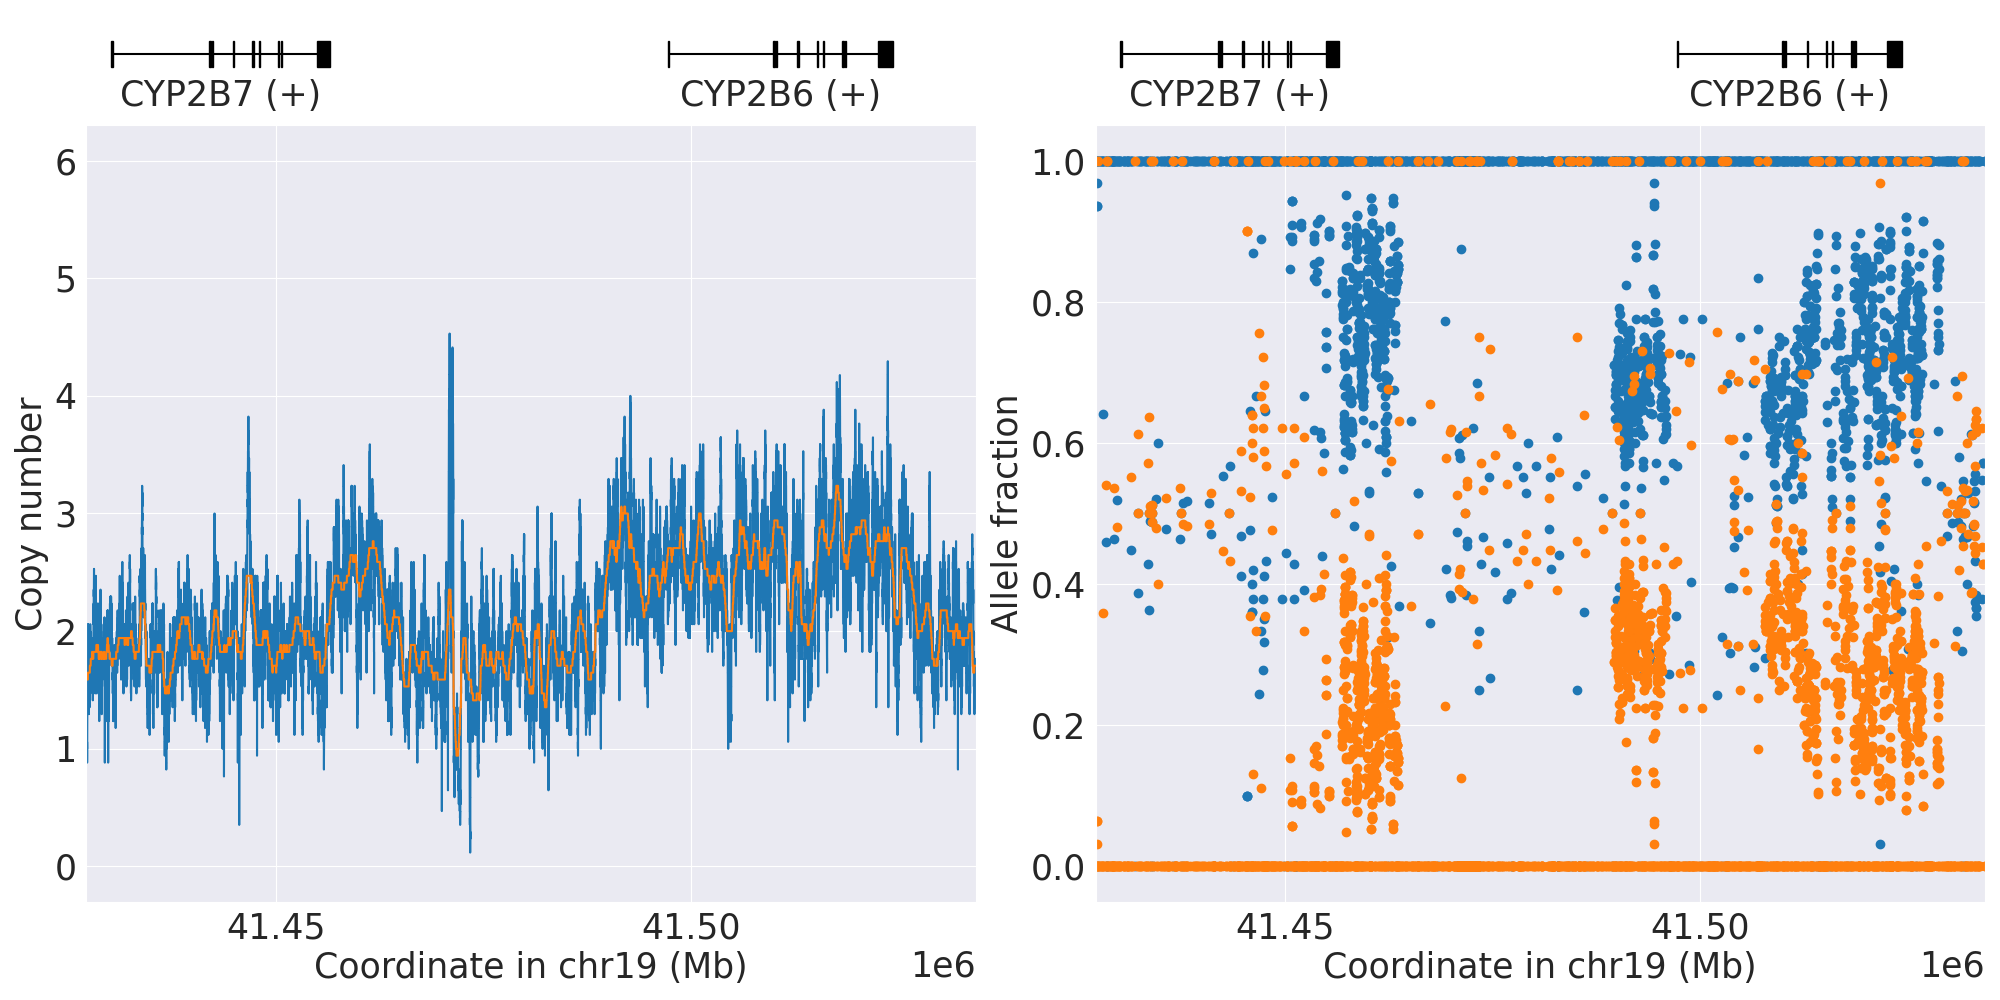 CYP2B7 (+)
CYP2B6 (+)
6
5
4
3
2
1
0
Copy number
41.45
41.50
Coordinate in chr19 (Mb)
1e6
CYP2B7 (+)
CYP2B6 (+)
1.0
0.8
0.6
0.4
0.2
0.0
Allele fraction
41.45
41.50
Coordinate in chr19 (Mb)
1e6